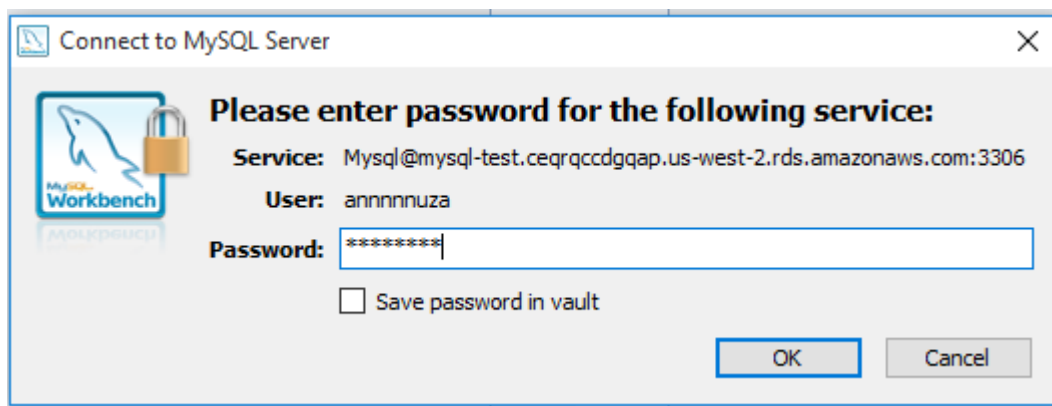 Connect to MySQL Server
Please enter password for the following service:
Service: Mysql@mysql-test.ceqrqccdgqap.us-west-2.rds.amazonaws.com:3306
User: annnnnuza
MySQL
Workbench
Password: ********
Save password in vault
OK Cancel